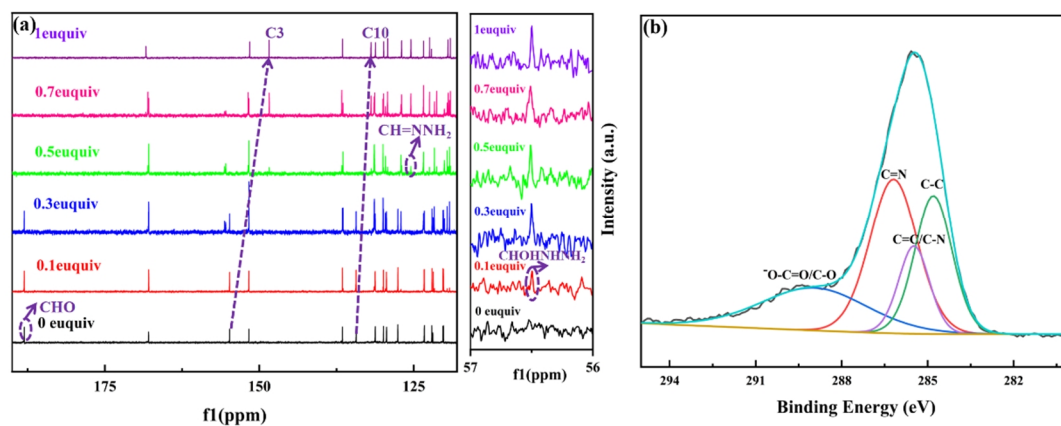 (a)
1euquiv
C3
C10
0.7euquiv
CH=NNH2
0.5euquiv
0.3euquiv
0.1euquiv
CHO
0 euquiv
175
150
125
f1(ppm)
1euquiv
0.7euquiv
0.5euquiv
0.3euquiv
CHOHNHNH2
0.1euquiv
0 euquiv
57
56
f1(ppm)
(b)
Intensity (a.u.)
C=N
C-C
C=C/C-N
-O-C=O/C-O
294
291
288
285
282
Binding Energy (eV)